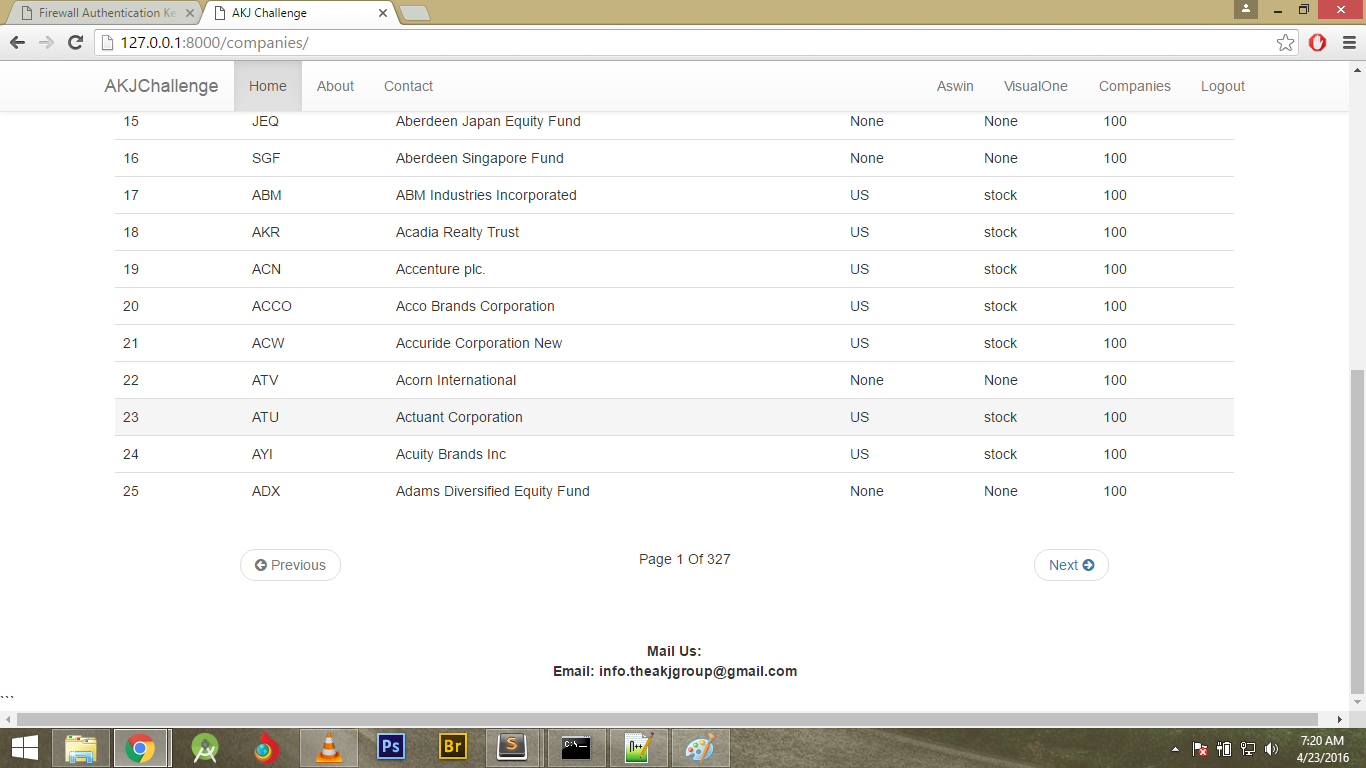 Firewall Authentication Ke
AKJ Challenge
127.0.0.1:8000/companies/
AKJChallenge Home About Contact Aswin VisualOne Companies Logout
15 JEQ Aberdeen Japan Equity Fund None None 100
16 SGF Aberdeen Singapore Fund None None 100
17 ABM ABM Industries Incorporated US stock 100
18 AKR Acadia Realty Trust US stock 100
19 ACN Accenture plc. US stock 100
20 ACCO Acco Brands Corporation US stock 100
21 ACW Accuride Corporation New US stock 100
22 ATV Acorn International None None 100
23 ATU Actuant Corporation US stock 100
24 AYI Acuity Brands Inc US stock 100
25 ADX Adams Diversified Equity Fund None None 100
Previous Page 1 Of 327 Next
Mail Us:
Email: info.theakjgroup@gmail.com
```
Ps Br S C:\
7:20 AM
4/23/2016